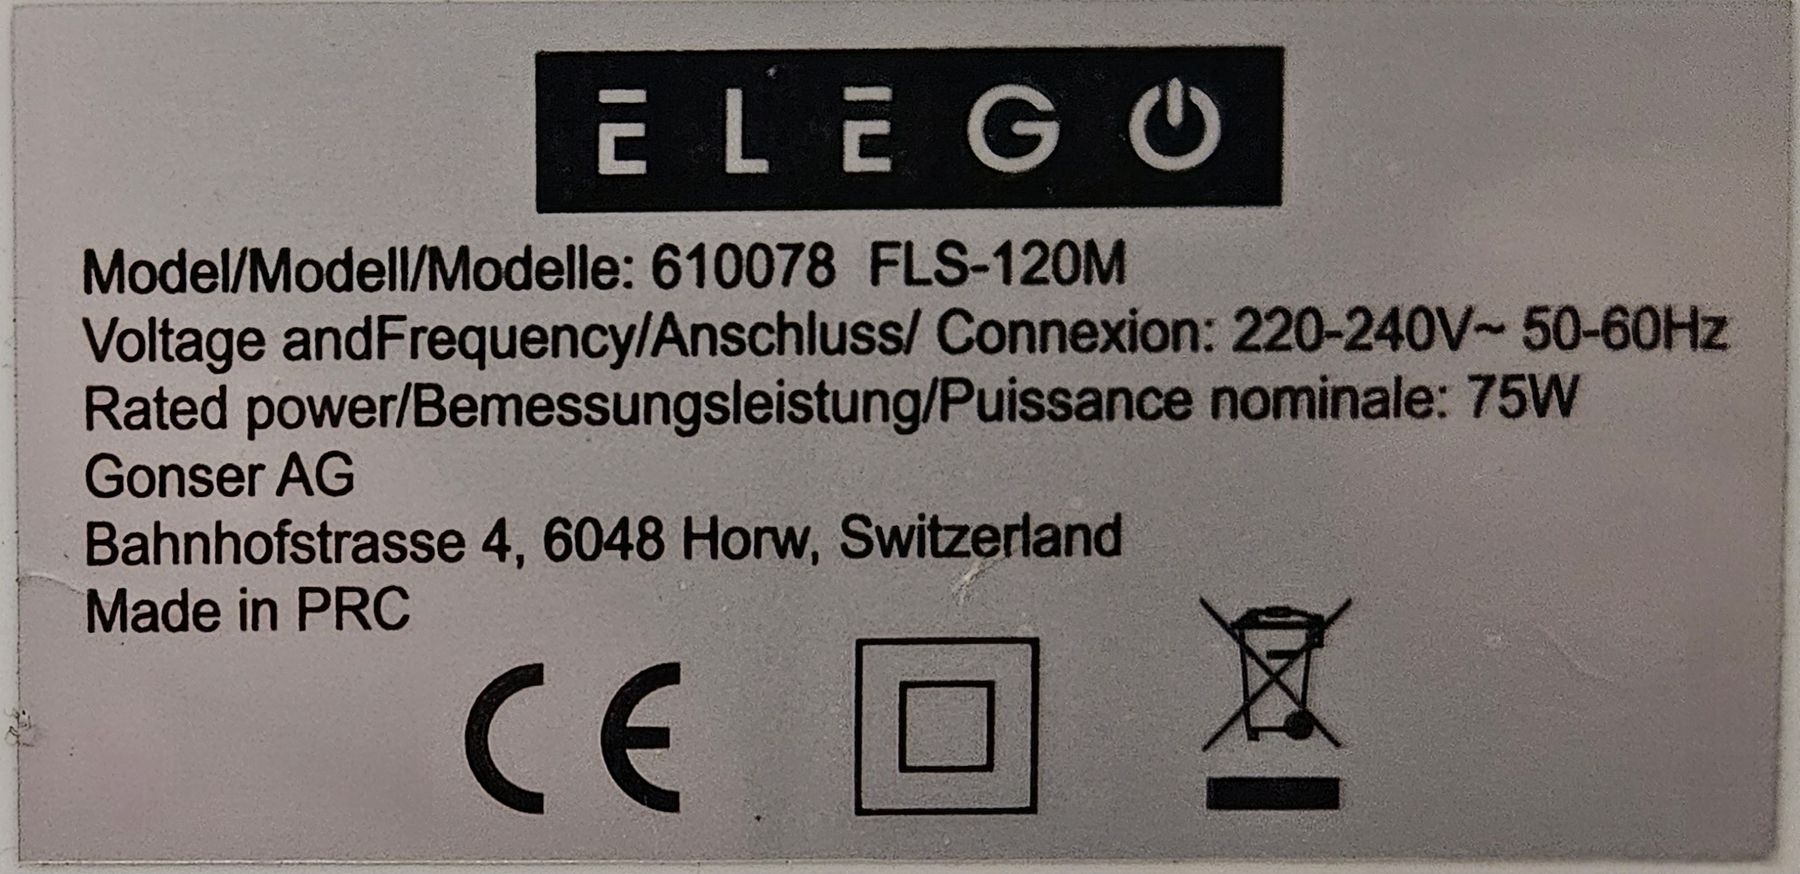 ELEGO
Model/Modell/Modelle: 610078 FLS-120M
Voltage andFrequency/Anschluss/ Connexion: 220-240V~ 50-60Hz
Rated power/Bemessungsleistung/Puissance nominale: 75W
Gonser AG
Bahnhofstrasse 4, 6048 Horw, Switzerland
Made in PRC
CE